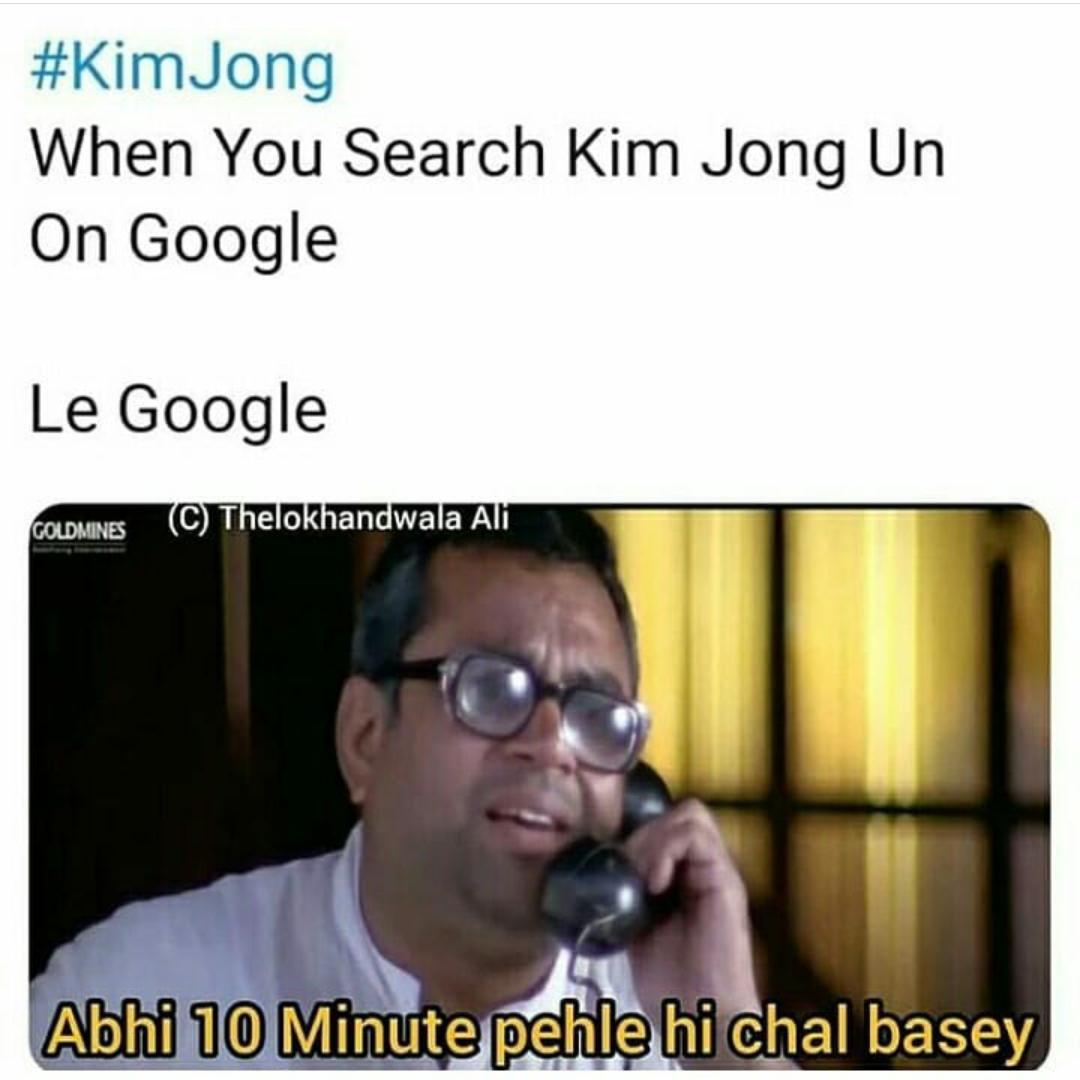 #KimJong
When You Search Kim Jong Un
On Google
Le Google
(C) Thelokhandwala Ali
GOLDMINES
Abhi 10 Minute pehle hi chal basey